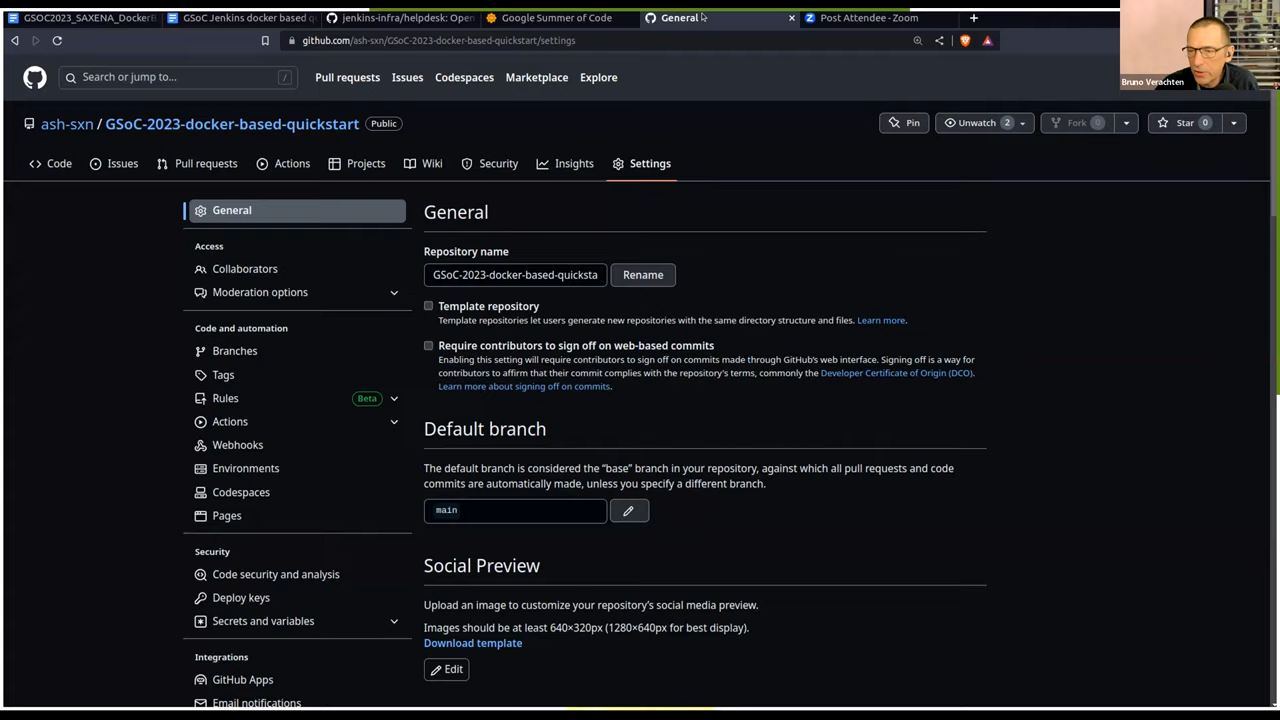 GSOC2023_SAXENA_DockerB
GSoC Jenkins docker based q
jenkins-infra/helpdesk: Open
Google Summer of Code
General
Post Attendee - Zoom
github.com/ash-sxn/GSoC-2023-docker-based-quickstart/settings
Bruno Verachten
Search or jump to...
/
Pull requests
Issues
Codespaces
Marketplace
Explore
ash-sxn / GSoC-2023-docker-based-quickstart
Public
Pin
Unwatch 2
Fork 0
Star 0
Code
Issues
Pull requests
Actions
Projects
Wiki
Security
Insights
Settings
General
Access
Collaborators
Moderation options
Code and automation
Branches
Tags
Rules
Beta
Actions
Webhooks
Environments
Codespaces
Pages
Security
Code security and analysis
Deploy keys
Secrets and variables
Integrations
GitHub Apps
Email notifications
General
Repository name
GSoC-2023-docker-based-quicksta
Rename
Template repository
Template repositories let users generate new repositories with the same directory structure and files. Learn more.
Require contributors to sign off on web-based commits
Enabling this setting will require contributors to sign off on commits made through GitHub's web interface. Signing off is a way for
contributors to affirm that their commit complies with the repository's terms, commonly the Developer Certificate of Origin (DCO).
Learn more about signing off on commits.
Default branch
The default branch is considered the "base" branch in your repository, against which all pull requests and code
commits are automatically made, unless you specify a different branch.
main
Social Preview
Upload an image to customize your repository's social media preview.
Images should be at least 640×320px (1280×640px for best display).
Download template
Edit